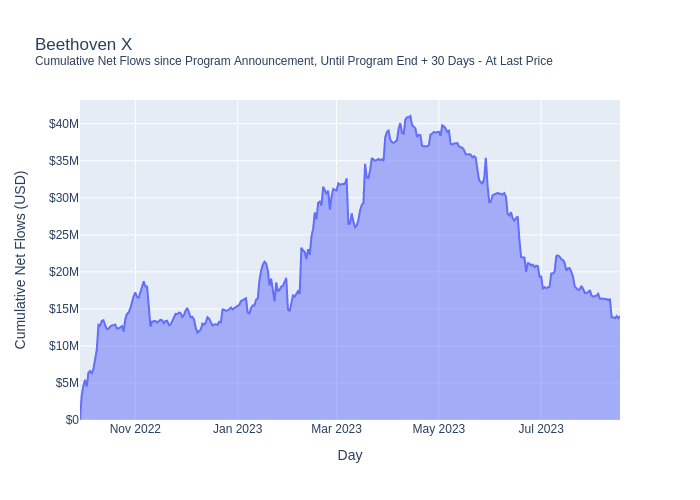 Beethoven X
Cumulative Net Flows since Program Announcement, Until Program End + 30 Days - At Last Price
Cumulative Net Flows (USD)
$40M
$35M
$30M
$25M
$20M
$15M
$10M
$5M
$0
Nov 2022
Jan 2023
Mar 2023
May 2023
Jul 2023
Day